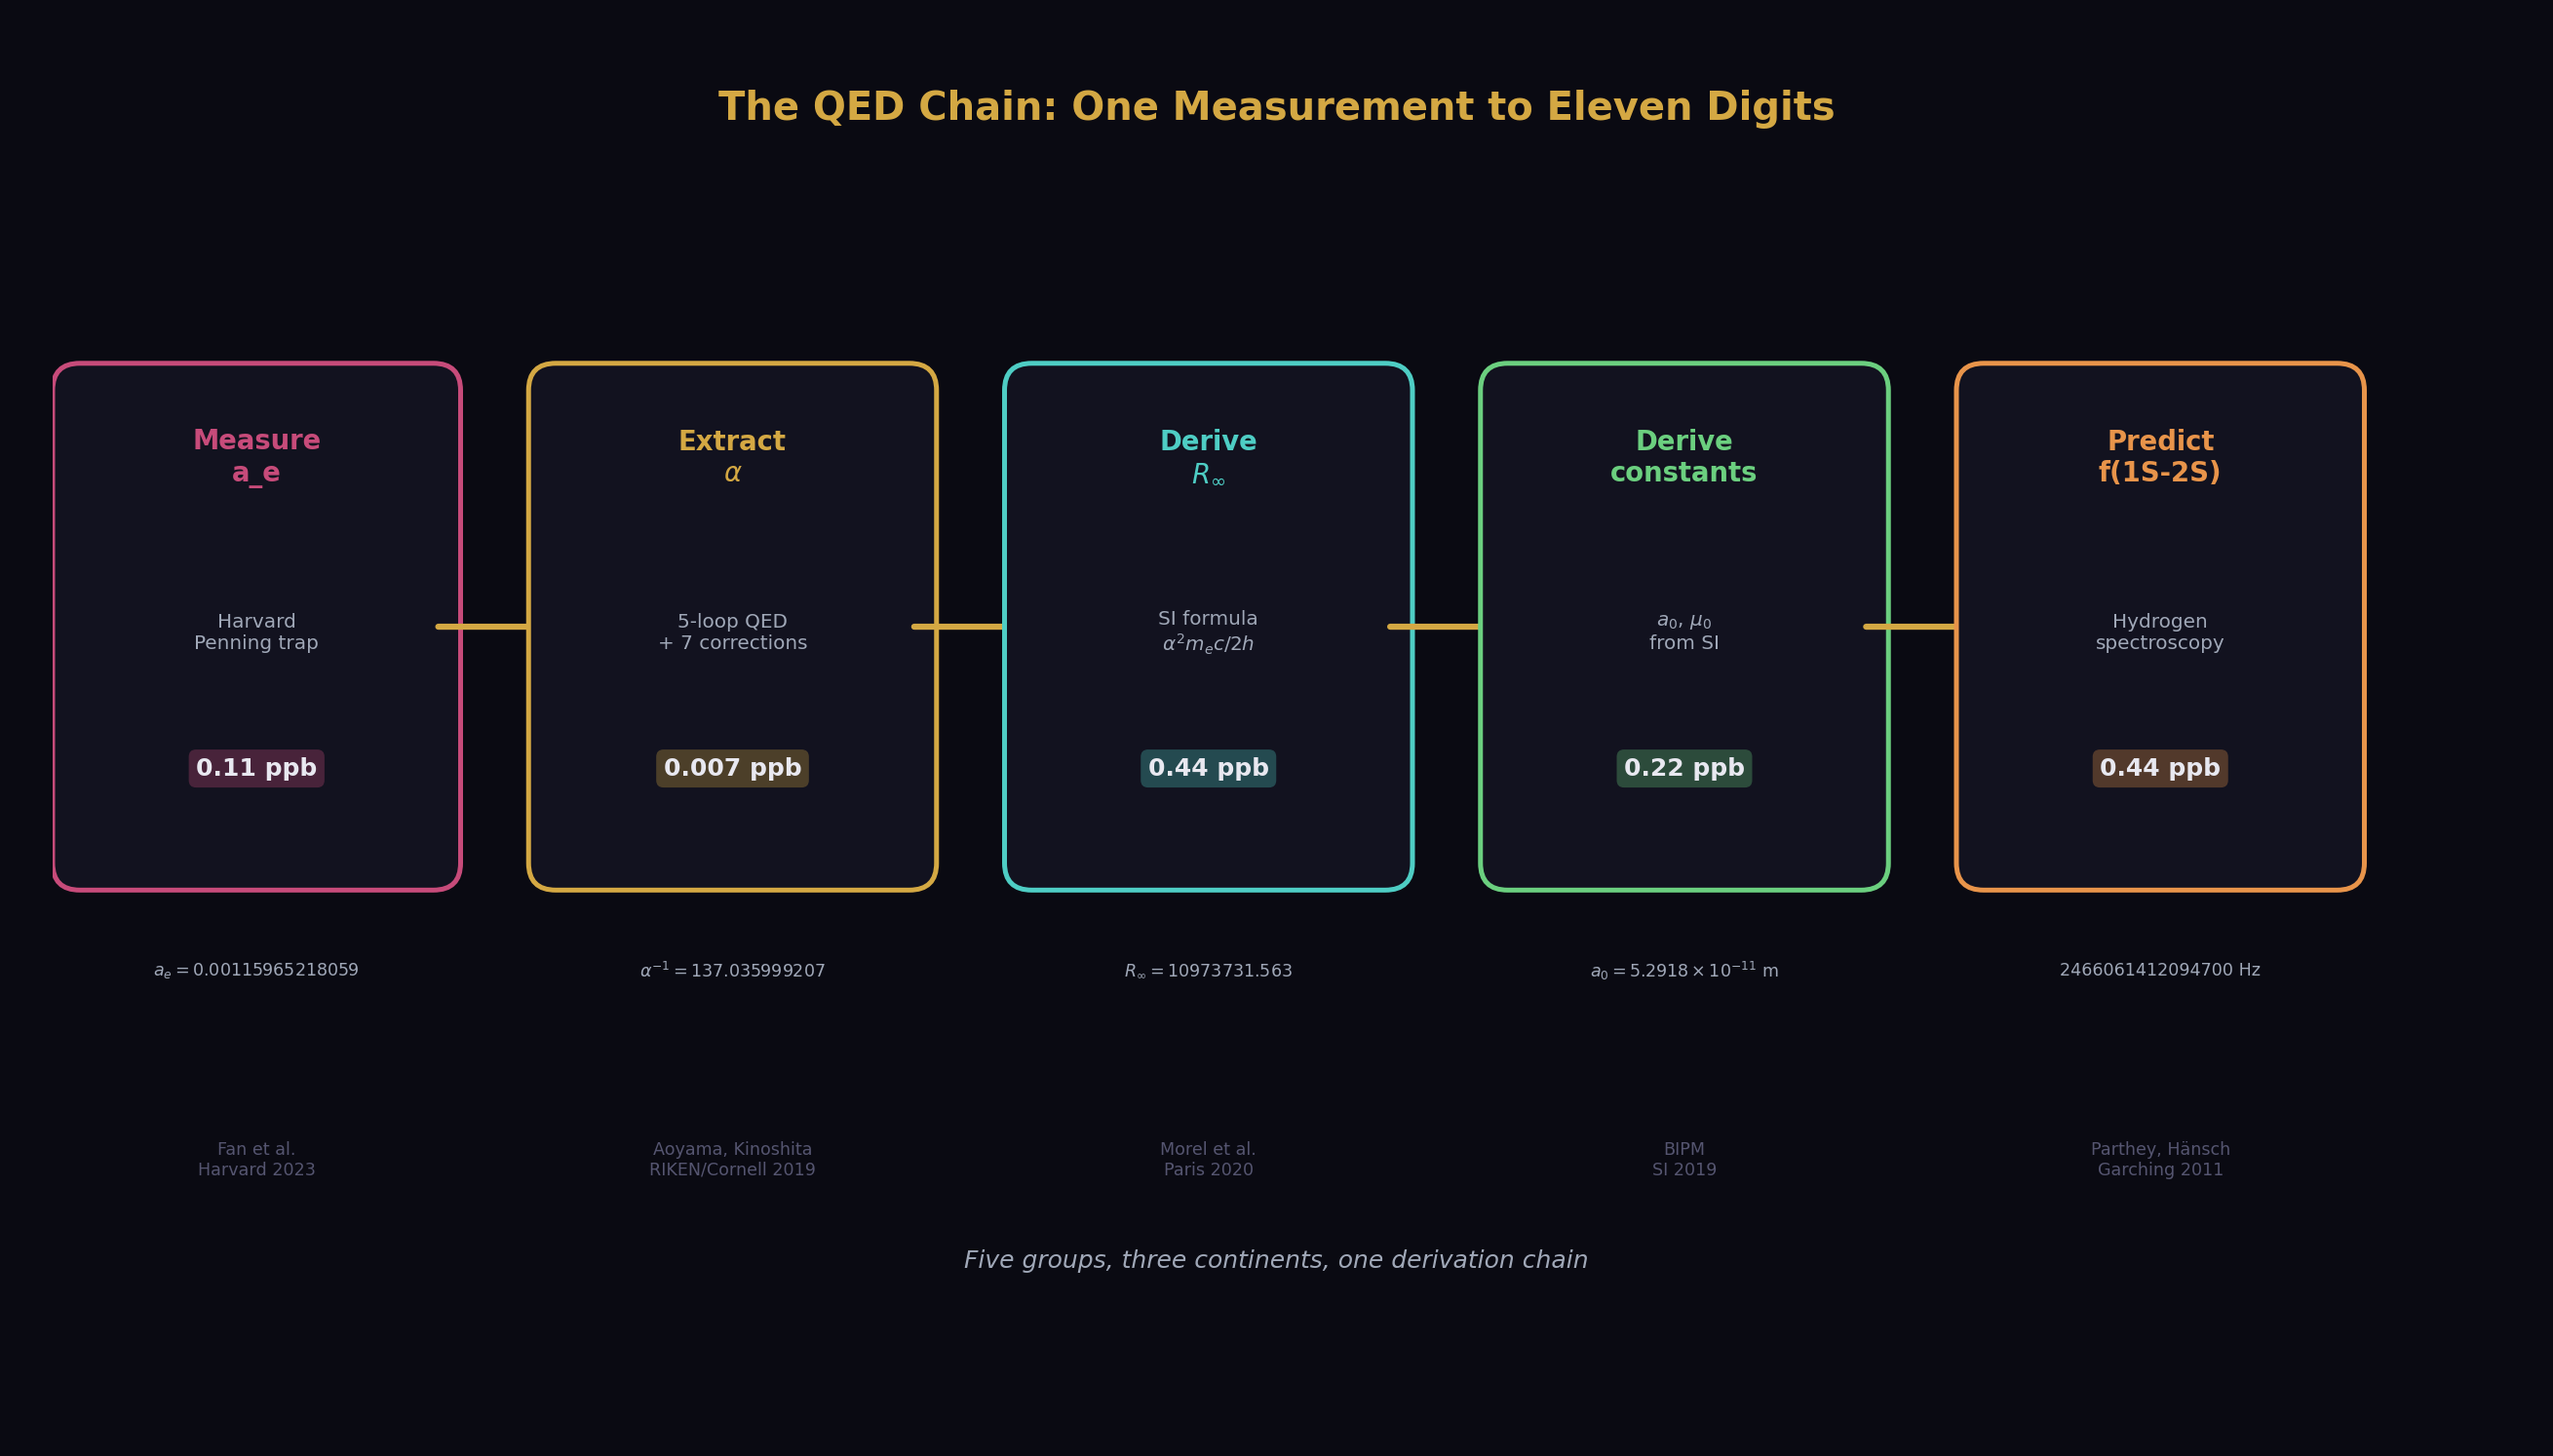 The QED Chain: One Measurement to Eleven Digits
Measure
a_e
Harvard
Penning trap
0.11 ppb
Extract
α
5-loop QED
+ 7 corrections
0.007 ppb
Derive
R∞
SI formula
α²mₑc/2h
0.44 ppb
Derive
constants
a₀, μ₀
from SI
0.22 ppb
Predict
f(1S-2S)
Hydrogen
spectroscopy
0.44 ppb
aₑ = 0.00115965218059
α⁻¹ = 137.035999207
R∞ = 10973731.563
a₀ = 5.2918 × 10⁻¹¹ m
2466061412094700 Hz
Fan et al.
Harvard 2023
Aoyama, Kinoshita
RIKEN/Cornell 2019
Morel et al.
Paris 2020
BIPM
SI 2019
Parthey, Hänsch
Garching 2011
Five groups, three continents, one derivation chain